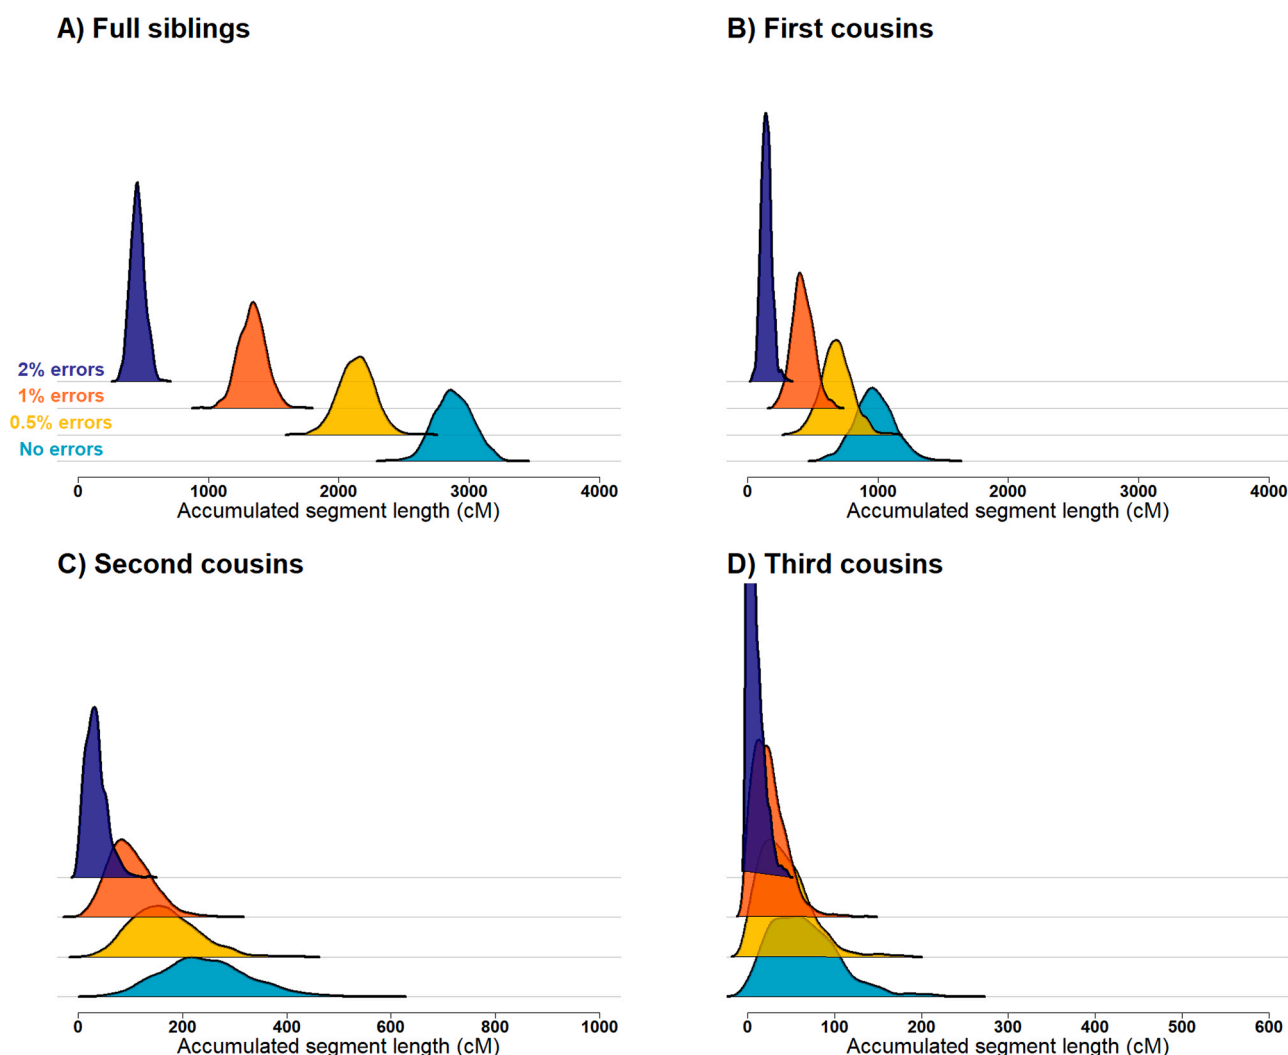 A) Full siblings
B) First cousins
2% errors
1% errors
0.5% errors
No errors
0 1000 2000 3000 4000
Accumulated segment length (cM)
0 1000 2000 3000 4000
Accumulated segment length (cM)
C) Second cousins
D) Third cousins
0 200 400 600 800 1000
Accumulated segment length (cM)
0 100 200 300 400 500 600
Accumulated segment length (cM)